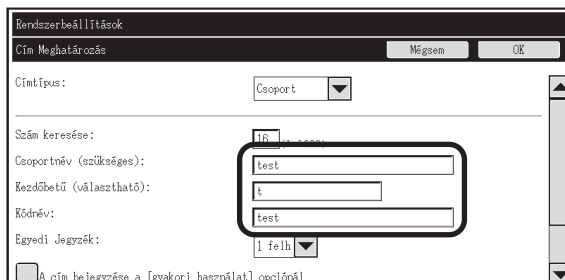 Rendszerbeállítások
Cím Meghatározás Mégsem OK
Címtípus: Csoport
Szám keresése: 16
Csoportnév (szükséges): test
Kezdőbetű (választható): t
Kódnév: test
Egyedi Jegyzék: 1 felh
A cím bejegyzése a [gyakori használat] opciónál